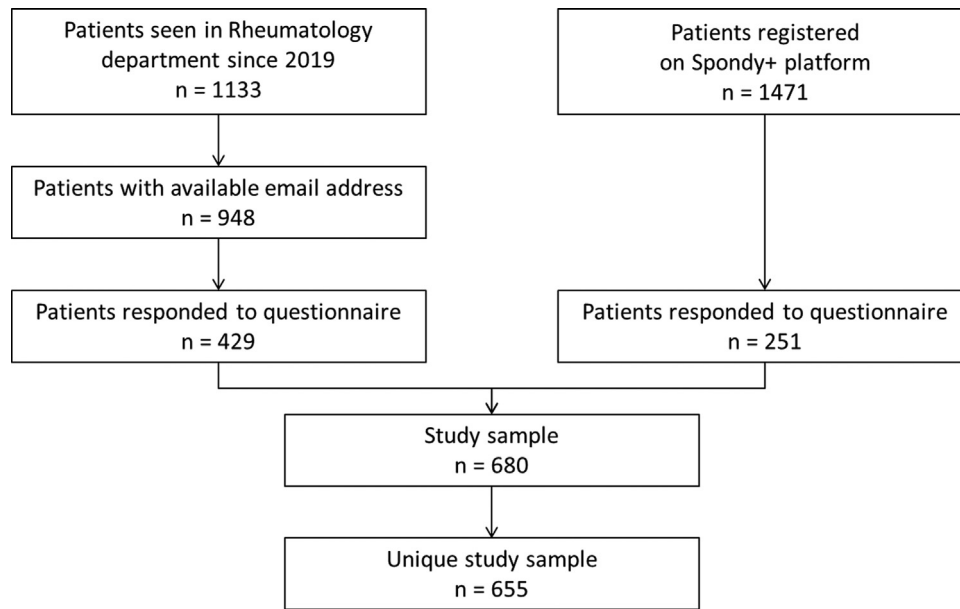 Patients seen in Rheumatology
department since 2019
n = 1133
Patients registered
on Spondy+ platform
n = 1471
Patients with available email address
n = 948
Patients responded to questionnaire
n = 429
Patients responded to questionnaire
n = 251
Study sample
n = 680
Unique study sample
n = 655